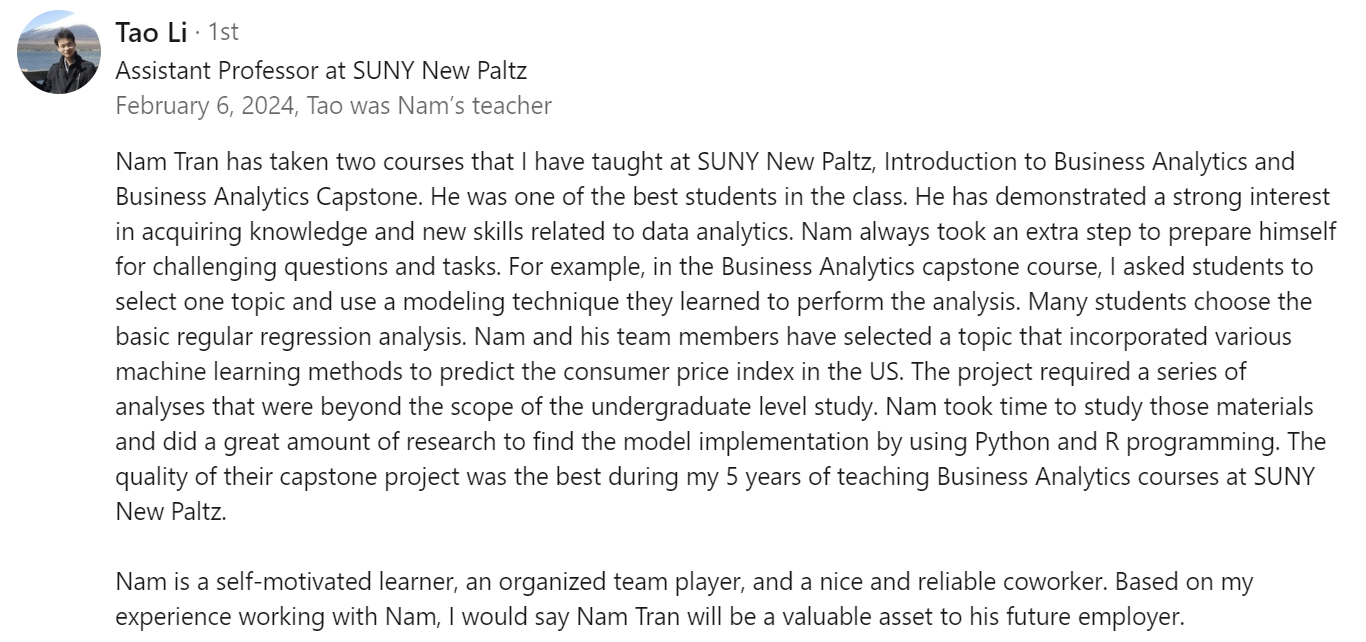 Tao Li · 1st
Assistant Professor at SUNY New Paltz
February 6, 2024, Tao was Nam’s teacher
Nam Tran has taken two courses that I have taught at SUNY New Paltz, Introduction to Business Analytics and
Business Analytics Capstone. He was one of the best students in the class. He has demonstrated a strong interest
in acquiring knowledge and new skills related to data analytics. Nam always took an extra step to prepare himself
for challenging questions and tasks. For example, in the Business Analytics capstone course, I asked students to
select one topic and use a modeling technique they learned to perform the analysis. Many students choose the
basic regular regression analysis. Nam and his team members have selected a topic that incorporated various
machine learning methods to predict the consumer price index in the US. The project required a series of
analyses that were beyond the scope of the undergraduate level study. Nam took time to study those materials
and did a great amount of research to find the model implementation by using Python and R programming. The
quality of their capstone project was the best during my 5 years of teaching Business Analytics courses at SUNY
New Paltz.
Nam is a self-motivated learner, an organized team player, and a nice and reliable coworker. Based on my
experience working with Nam, I would say Nam Tran will be a valuable asset to his future employer.